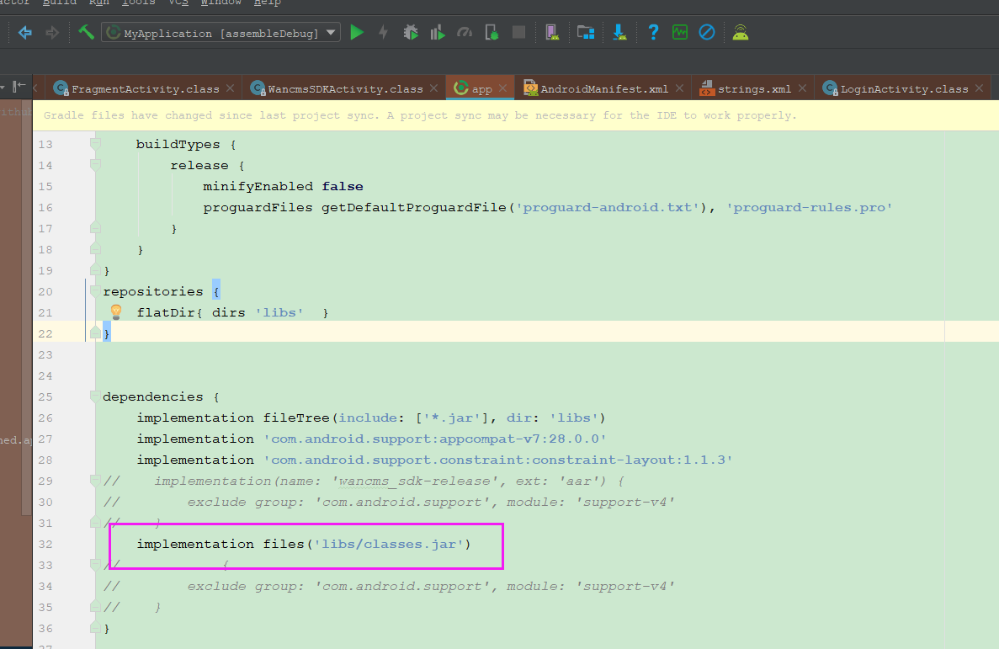 actor Build Run Tools VCS Window Help
MyApplication [assembleDebug]
FragmentActivity.class WancmsSDKActivity.class app AndroidManifest.xml strings.xml LoginActivity.class
Gradle files have changed since last project sync. A project sync may be necessary for the IDE to work properly.
13 buildTypes {
14 release {
15 minifyEnabled false
16 proguardFiles getDefaultProguardFile('proguard-android.txt'), 'proguard-rules.pro'
17 }
18 }
19 }
20 repositories {
21 flatDir{ dirs 'libs' }
22 }
23
24
25 dependencies {
26 implementation fileTree(include: ['*.jar'], dir: 'libs')
27 implementation 'com.android.support:appcompat-v7:28.0.0'
28 implementation 'com.android.support.constraint:constraint-layout:1.1.3'
29 // implementation(name: 'wancms_sdk-release', ext: 'aar') {
30 // exclude group: 'com.android.support', module: 'support-v4'
31 // }
32 implementation files('libs/classes.jar')
33 // {
34 // exclude group: 'com.android.support', module: 'support-v4'
35 // }
36 }